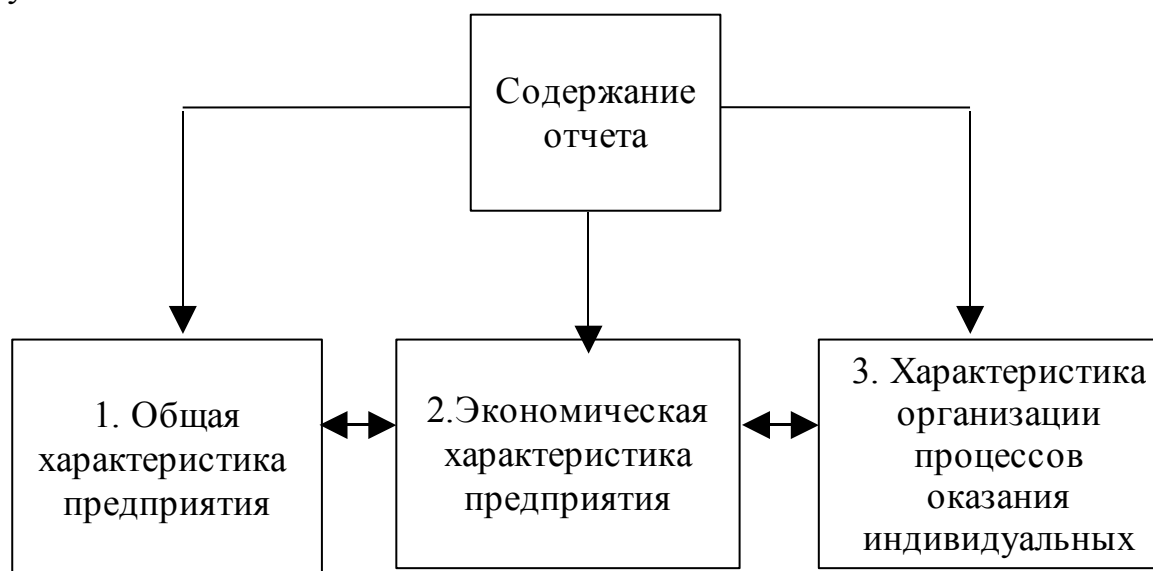 Содержание
отчета
1. Общая
характеристика
предприятия
2.Экономическая
характеристика
предприятия
3. Характеристика
организации
процессов
оказания
индивидуальных